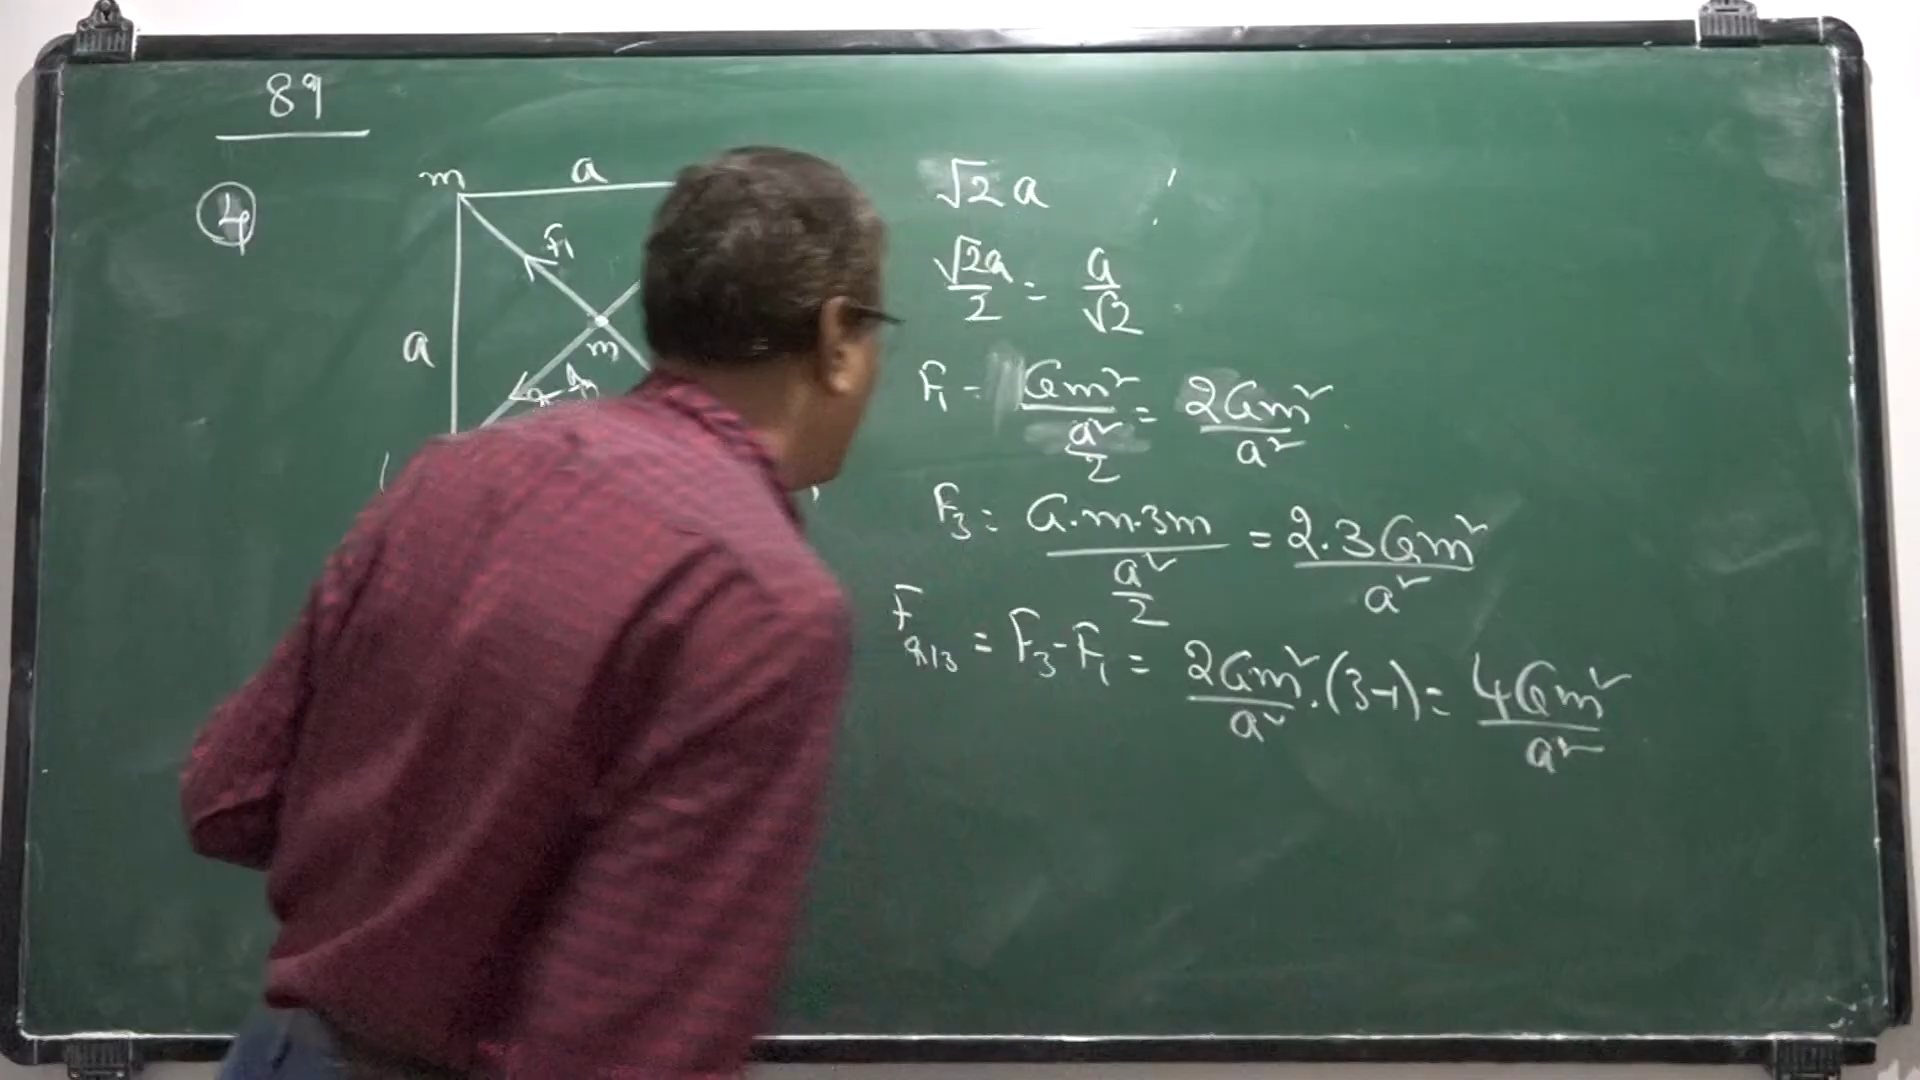 89
4
m a
F₁
a
m
√2 a
√2a/2 = a/√2
F₁ = Gm²/(a²/2) = 2Gm²/a²
F₃ = G.m.3m/(a²/2) = 2.3Gm²/a²
F_R13 = F₃ - F₁ = 2Gm²/a² . (3-1) = 4Gm²/a²